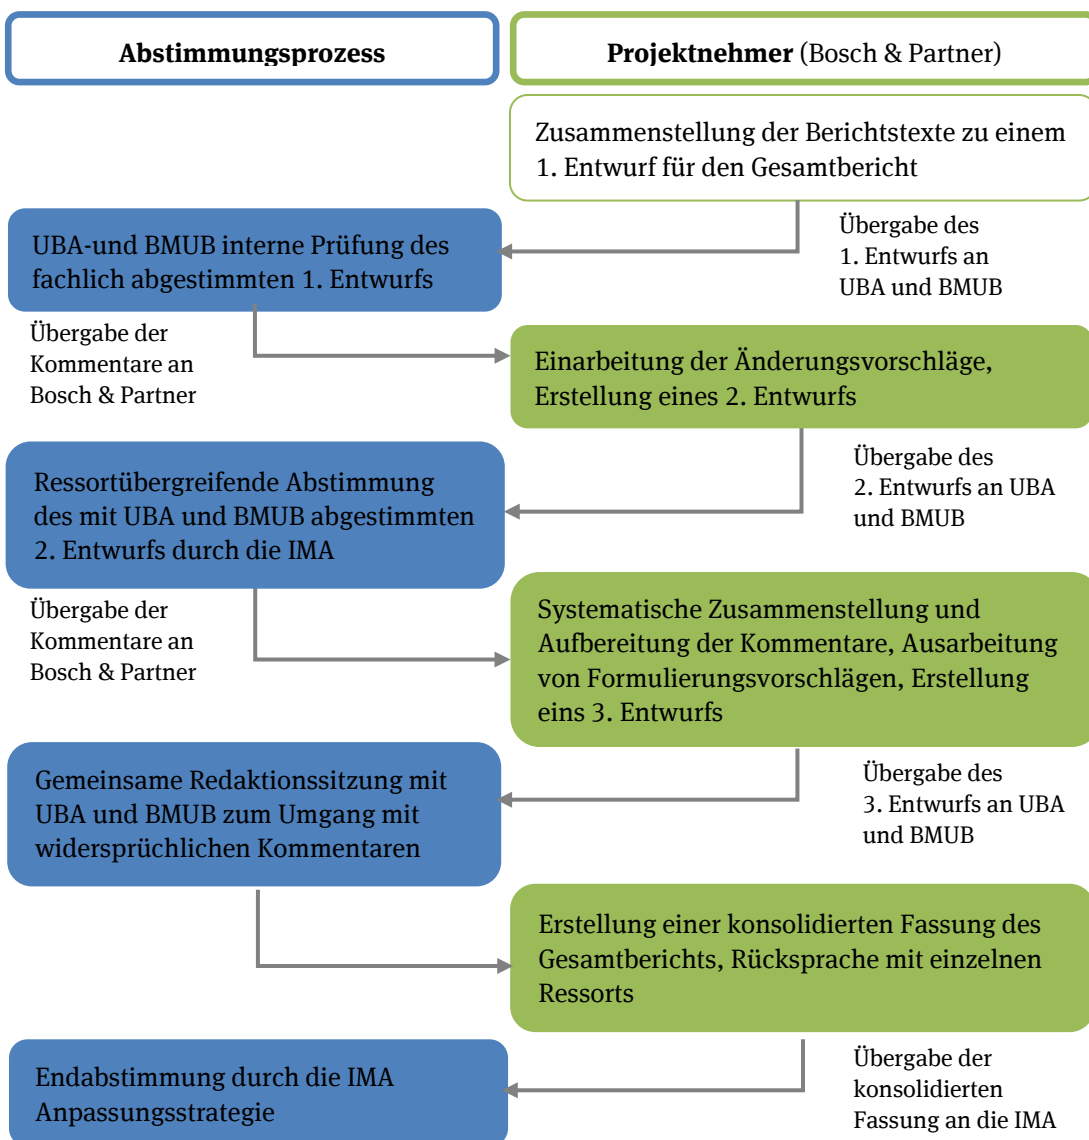 Abstimmungsprozess
Projektnehmer (Bosch & Partner)
Zusammenstellung der Berichtstexte zu einem
1. Entwurf für den Gesamtbericht
Übergabe des
1. Entwurfs an
UBA und BMUB
UBA-und BMUB interne Prüfung des
fachlich abgestimmten 1. Entwurfs
Übergabe der
Kommentare an
Bosch & Partner
Einarbeitung der Änderungsvorschläge,
Erstellung eines 2. Entwurfs
Übergabe des
2. Entwurfs an UBA
und BMUB
Ressortübergreifende Abstimmung
des mit UBA und BMUB abgestimmten
2. Entwurfs durch die IMA
Übergabe der
Kommentare an
Bosch & Partner
Systematische Zusammenstellung und
Aufbereitung der Kommentare, Ausarbeitung
von Formulierungsvorschlägen, Erstellung
eins 3. Entwurfs
Übergabe des
3. Entwurfs an UBA
und BMUB
Gemeinsame Redaktionssitzung mit
UBA und BMUB zum Umgang mit
widersprüchlichen Kommentaren
Erstellung einer konsolidierten Fassung des
Gesamtberichts, Rücksprache mit einzelnen
Ressorts
Übergabe der
konsolidierten
Fassung an die IMA
Endabstimmung durch die IMA
Anpassungsstrategie